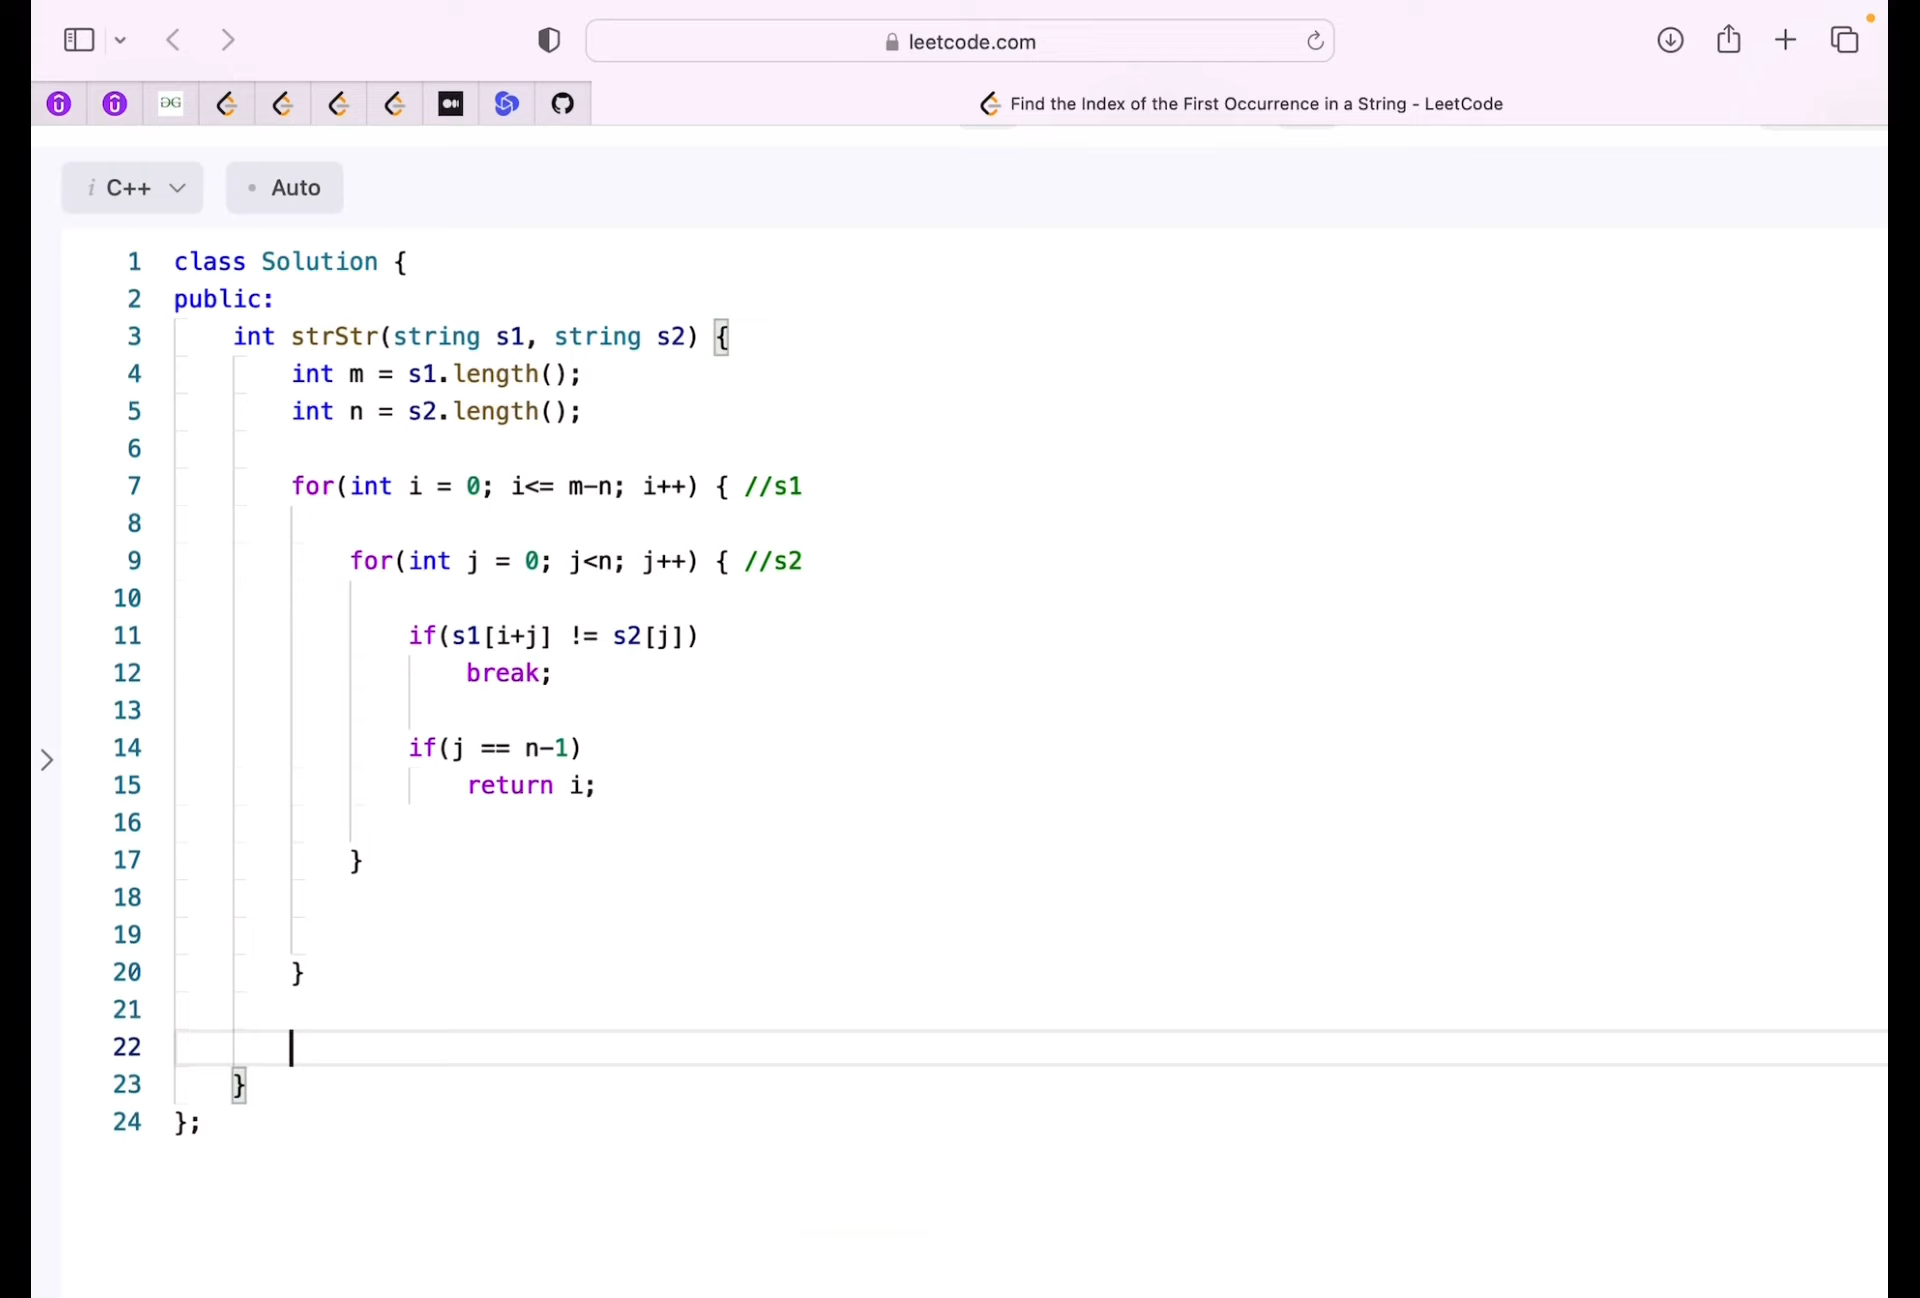 leetcode.com
ƏG
Find the Index of the First Occurrence in a String - LeetCode
i C++
Auto
1 class Solution {
2 public:
3 int strStr(string s1, string s2) {
4 int m = s1.length();
5 int n = s2.length();
6
7 for(int i = 0; i<= m-n; i++) { //s1
8
9 for(int j = 0; j<n; j++) { //s2
10
11 if(s1[i+j] != s2[j])
12 break;
13
14 if(j == n-1)
15 return i;
16
17 }
18
19
20 }
21
22
23 }
24 };